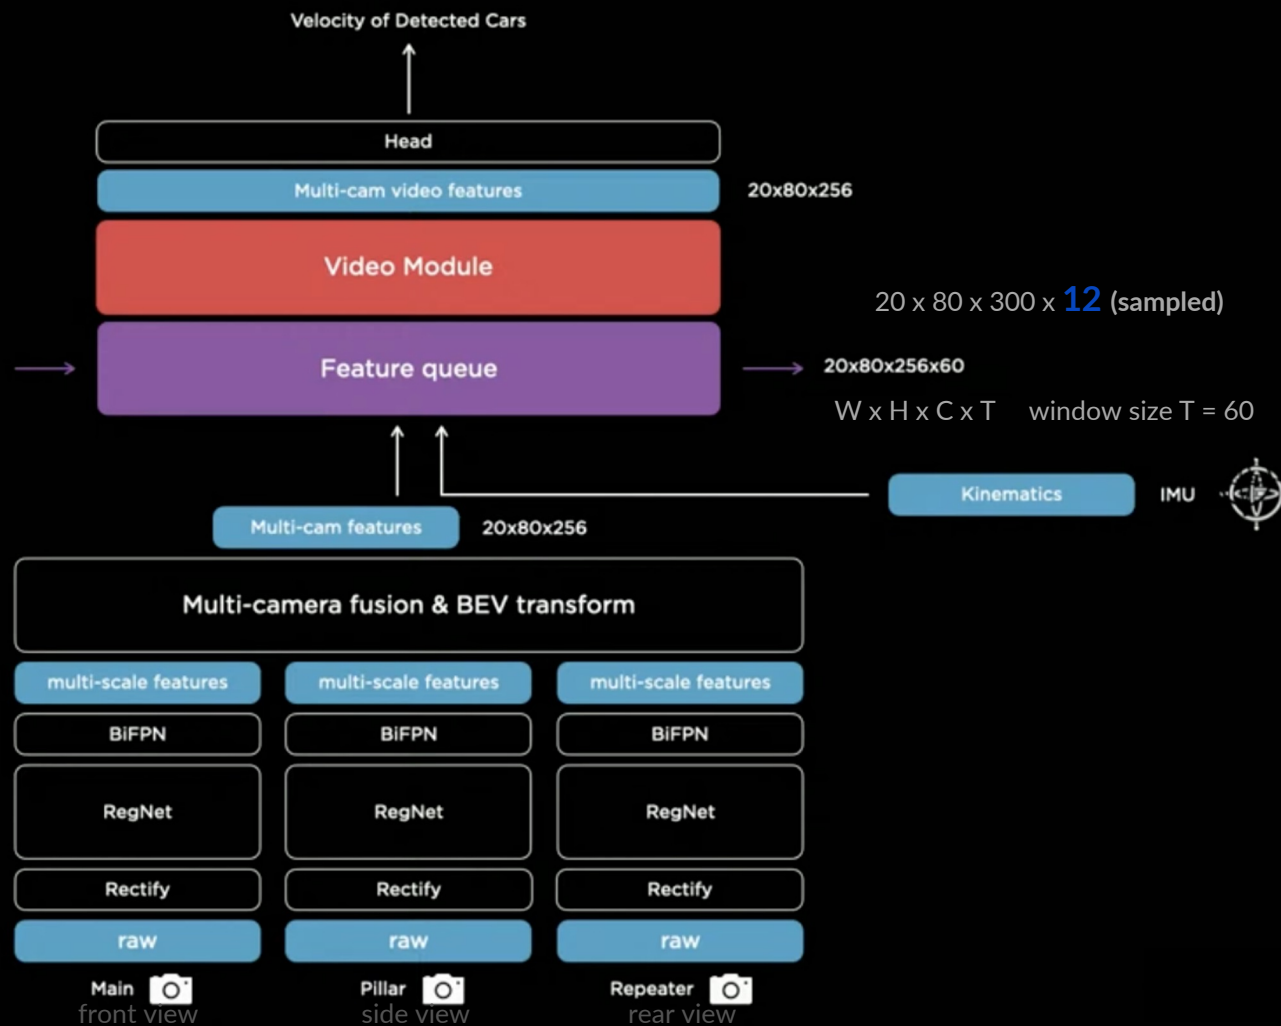 Velocity of Detected Cars
Head
Multi-cam video features 20x80x256
Video Module
20 x 80 x 300 x 12 (sampled)
Feature queue 20x80x256x60
W x H x C x T window size T = 60
Kinematics IMU
Multi-cam features 20x80x256
Multi-camera fusion & BEV transform
multi-scale features multi-scale features multi-scale features
BiFPN BiFPN BiFPN
RegNet RegNet RegNet
Rectify Rectify Rectify
raw raw raw
Main Pillar Repeater
front view side view rear view